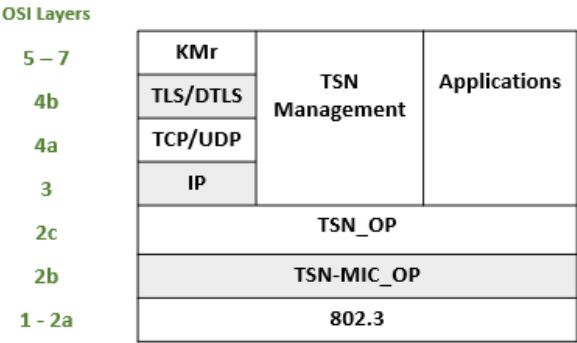 OSI Layers
5 – 7 KMr
4b TLS/DTLS TSN Management Applications
4a TCP/UDP
3 IP
2c TSN_OP
2b TSN-MIC_OP
1 - 2a 802.3